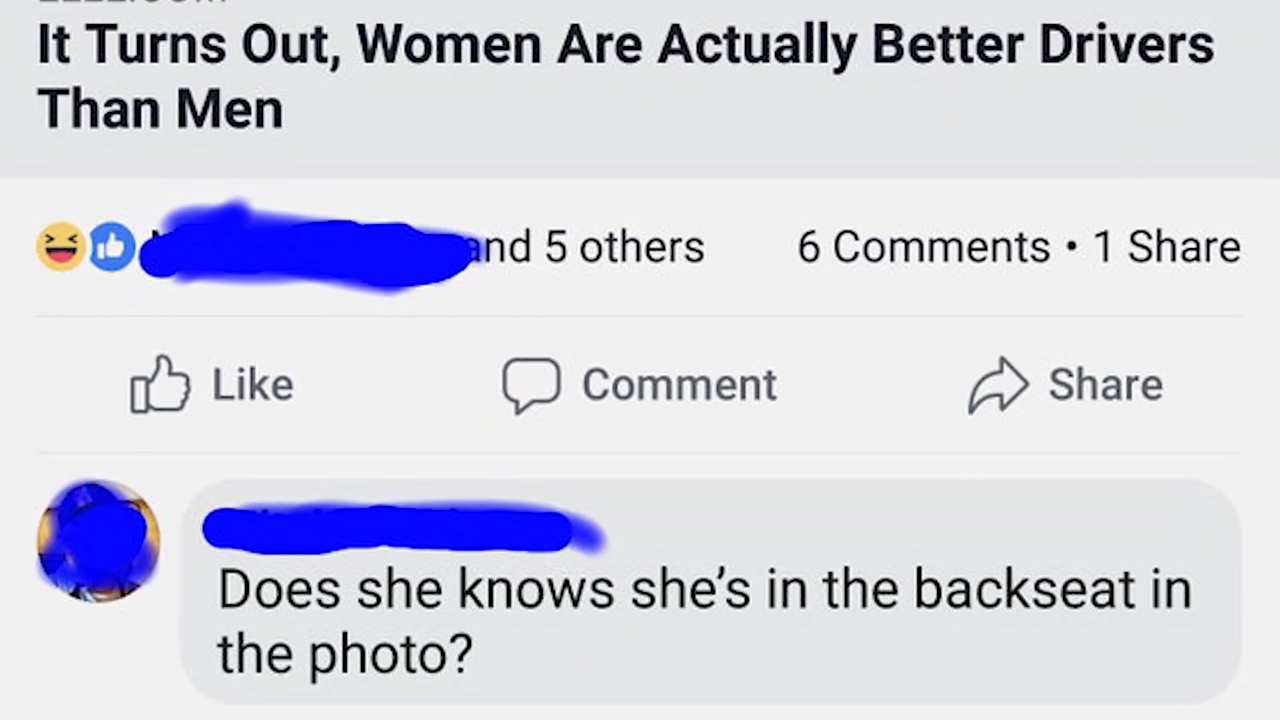 It Turns Out, Women Are Actually Better Drivers
Than Men
and 5 others 6 Comments • 1 Share
Like Comment Share
Does she knows she's in the backseat in
the photo?